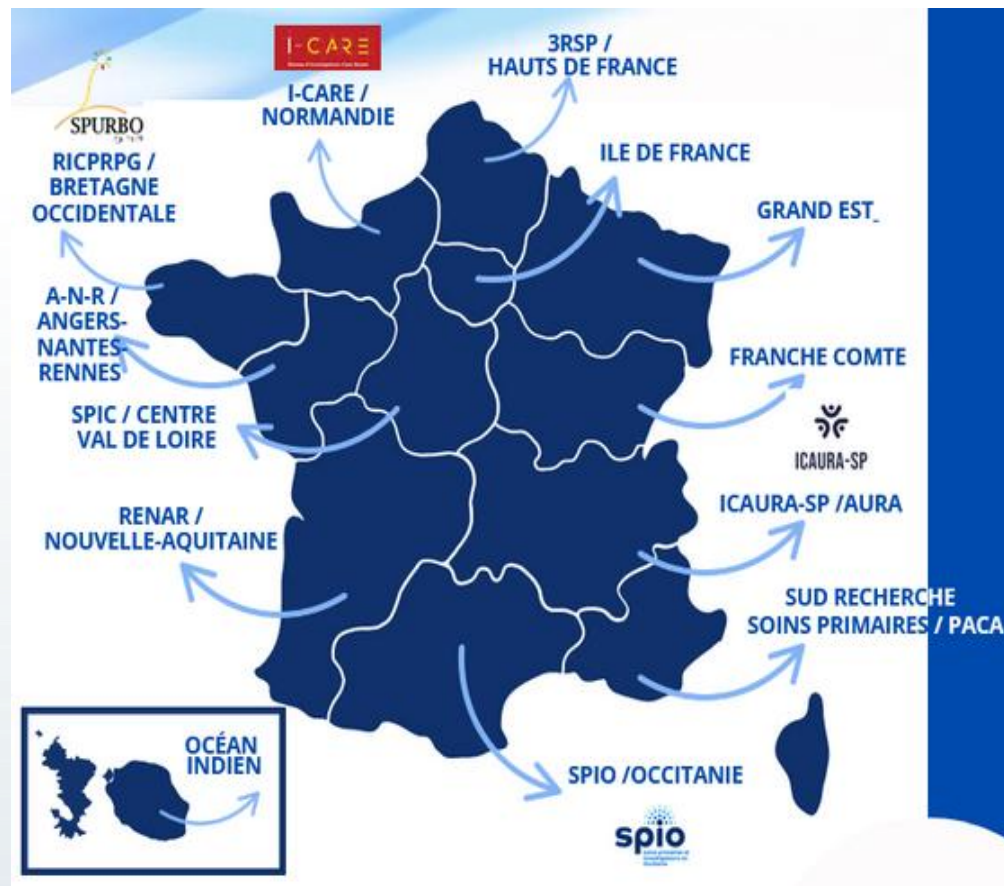 I-CARE
3RSP /
HAUTS DE FRANCE
SPURBO
I-CARE /
NORMANDIE
ILE DE FRANCE
RICPRPG /
BRETAGNE
OCCIDENTALE
GRAND EST_
A-N-R /
ANGERS-
NANTES-
RENNES
FRANCHE COMTE
SPIC / CENTRE
VAL DE LOIRE
ICAURA-SP
ICAURA-SP /AURA
RENAR /
NOUVELLE-AQUITAINE
SUD RECHERCHE
SOINS PRIMAIRES / PACA
OCÉAN
INDIEN
SPIO /OCCITANIE
spio